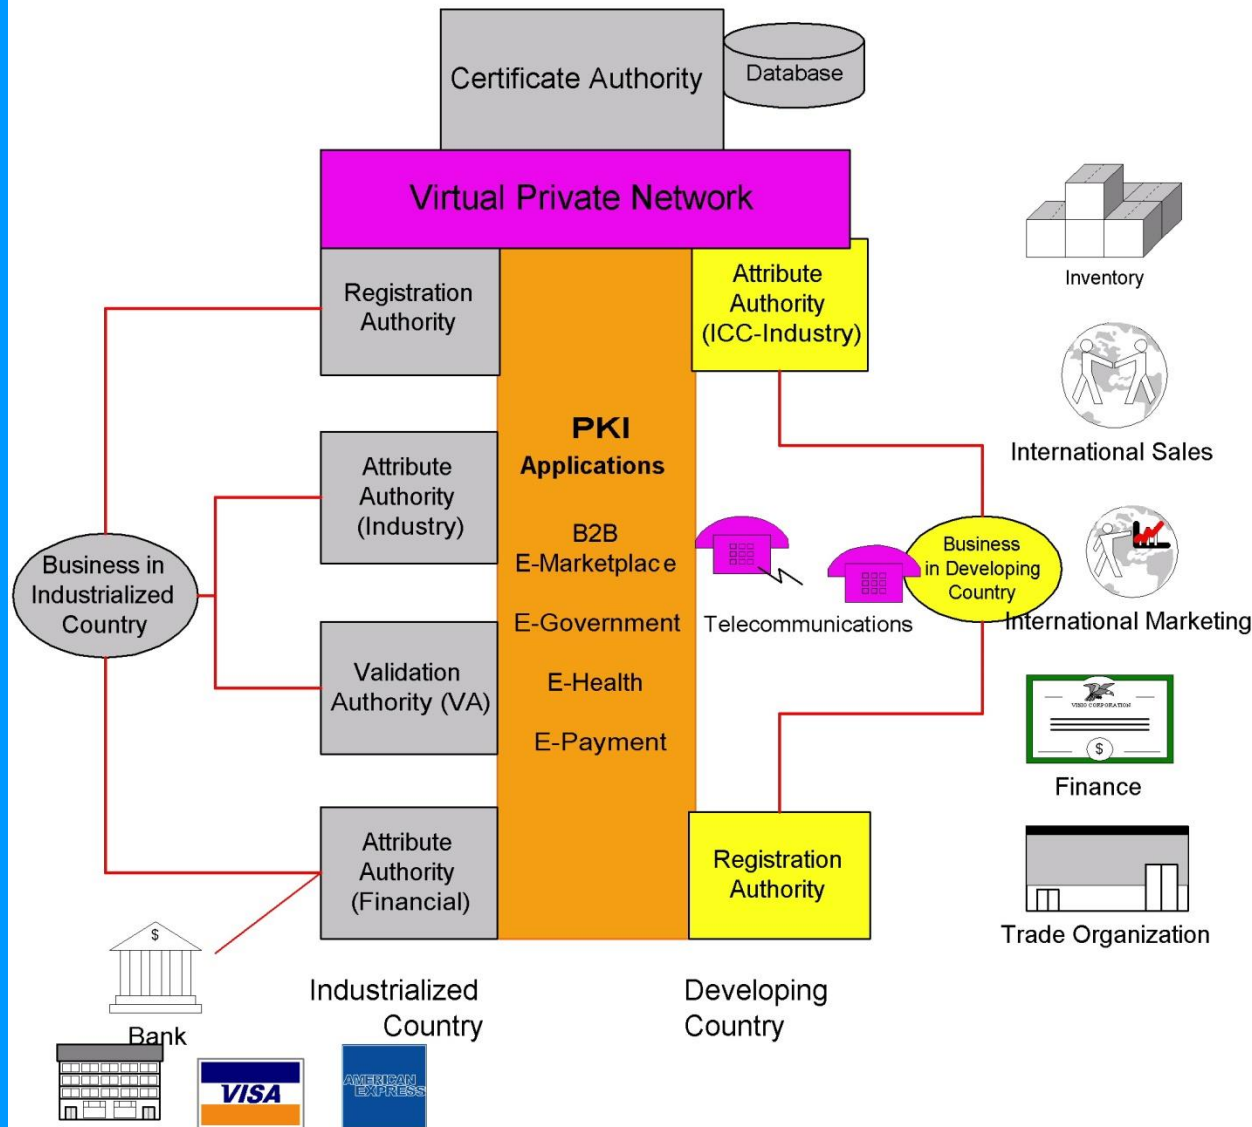 Certificate Authority
Database
Virtual Private Network
Registration
Authority
Attribute
Authority
(ICC-Industry)
Inventory
International Sales
PKI
Applications
Attribute
Authority
(Industry)
B2B
E-Marketplace
E-Government
E-Health
E-Payment
Business in
Industrialized
Country
Telecommunications
Business
in Developing
Country
International Marketing
Validation
Authority (VA)
VISIO CORPORATION
$
Finance
Attribute
Authority
(Financial)
Registration
Authority
Trade Organization
$
Bank
Industrialized
Country
Developing
Country
VISA
AMERICAN
EXPRESS